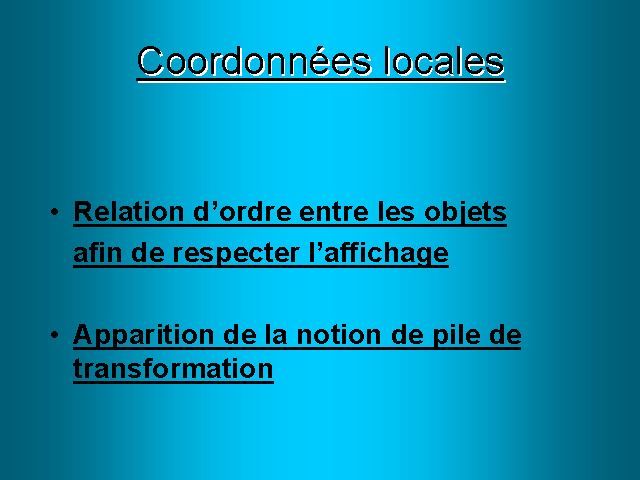 Coordonnées locales
• Relation d’ordre entre les objets
afin de respecter l’affichage
• Apparition de la notion de pile de
transformation